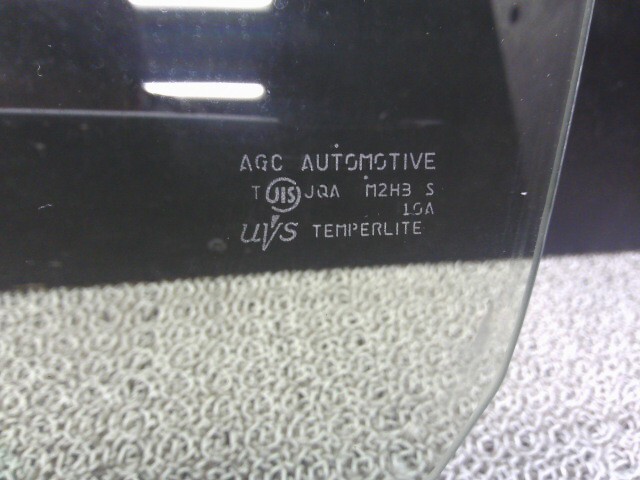 AGC AUTOMOTIVE
T JIS JQA M2H3 S
10A
UVS TEMPERLITE